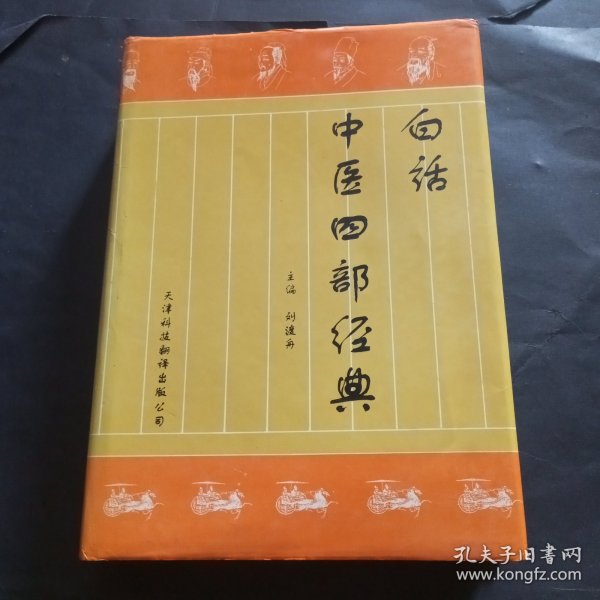 白话
中医四部经典
主编 刘渡舟
天津科技翻译出版公司
孔夫子旧书网
www.kongfz.com